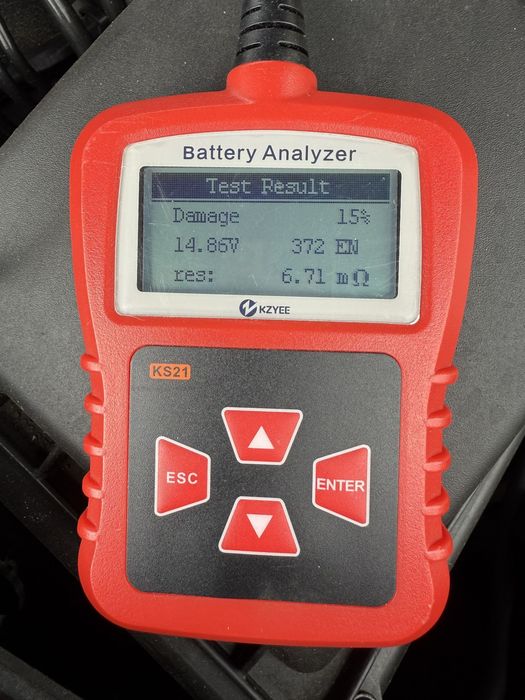 Battery Analyzer
Test Result
Damage 15%
14.86V 372 EN
res: 6.71 mΩ
KZYEE
KS21
ESC
ENTER